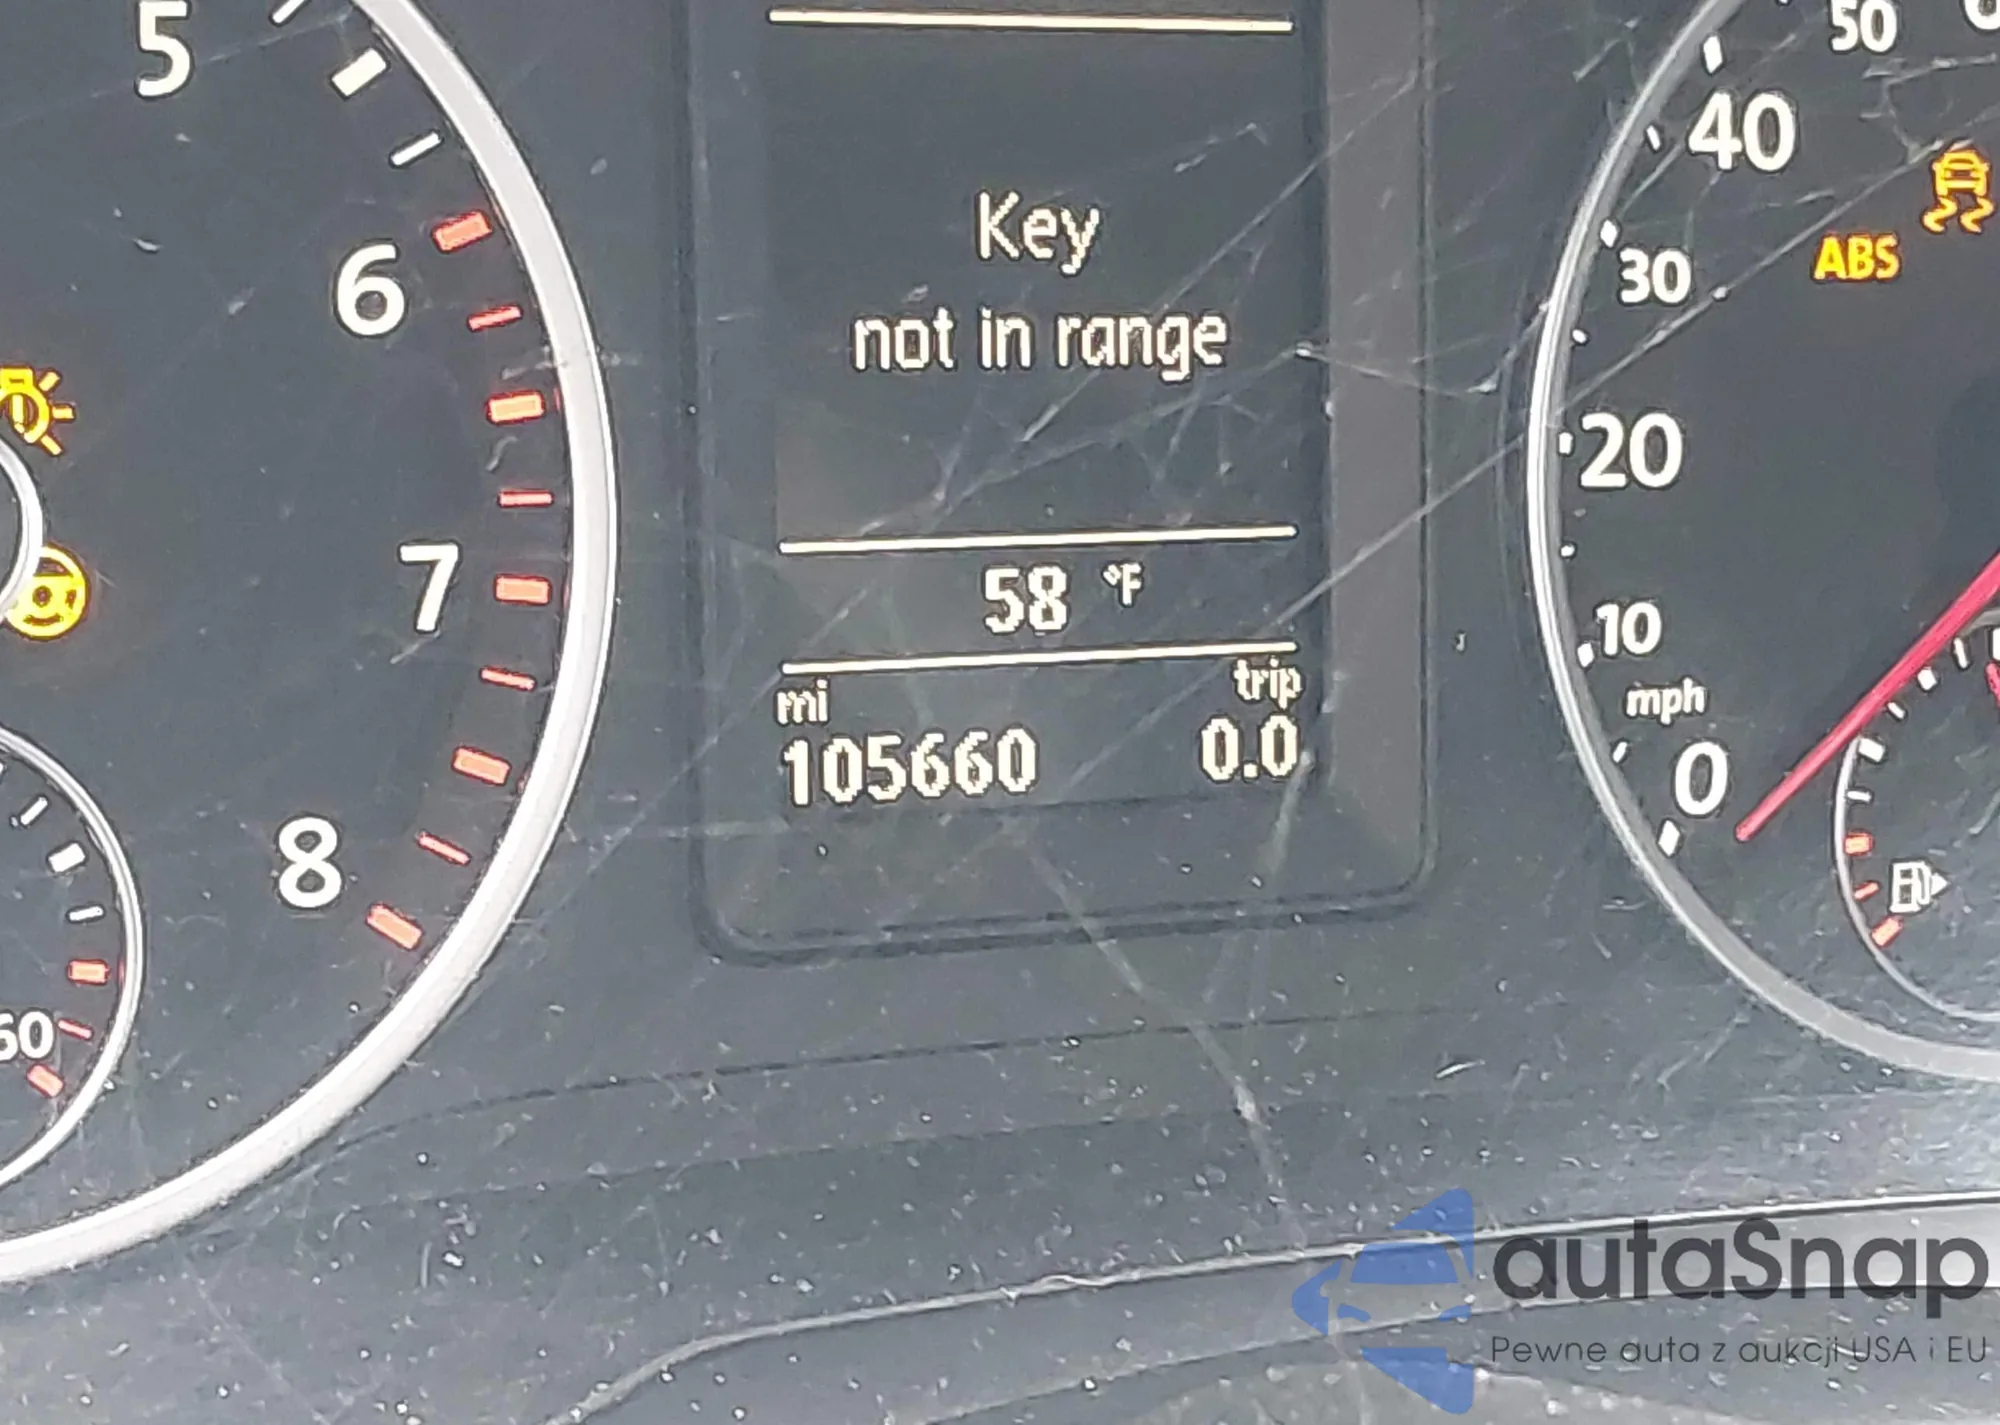 5
6
7
8
60
Key
not in range
58 °F
mi trip
105660 0.0
50
40
30
20
10
mph
0
ABS
autaSnap
Pewne auta z aukcji USA i EU